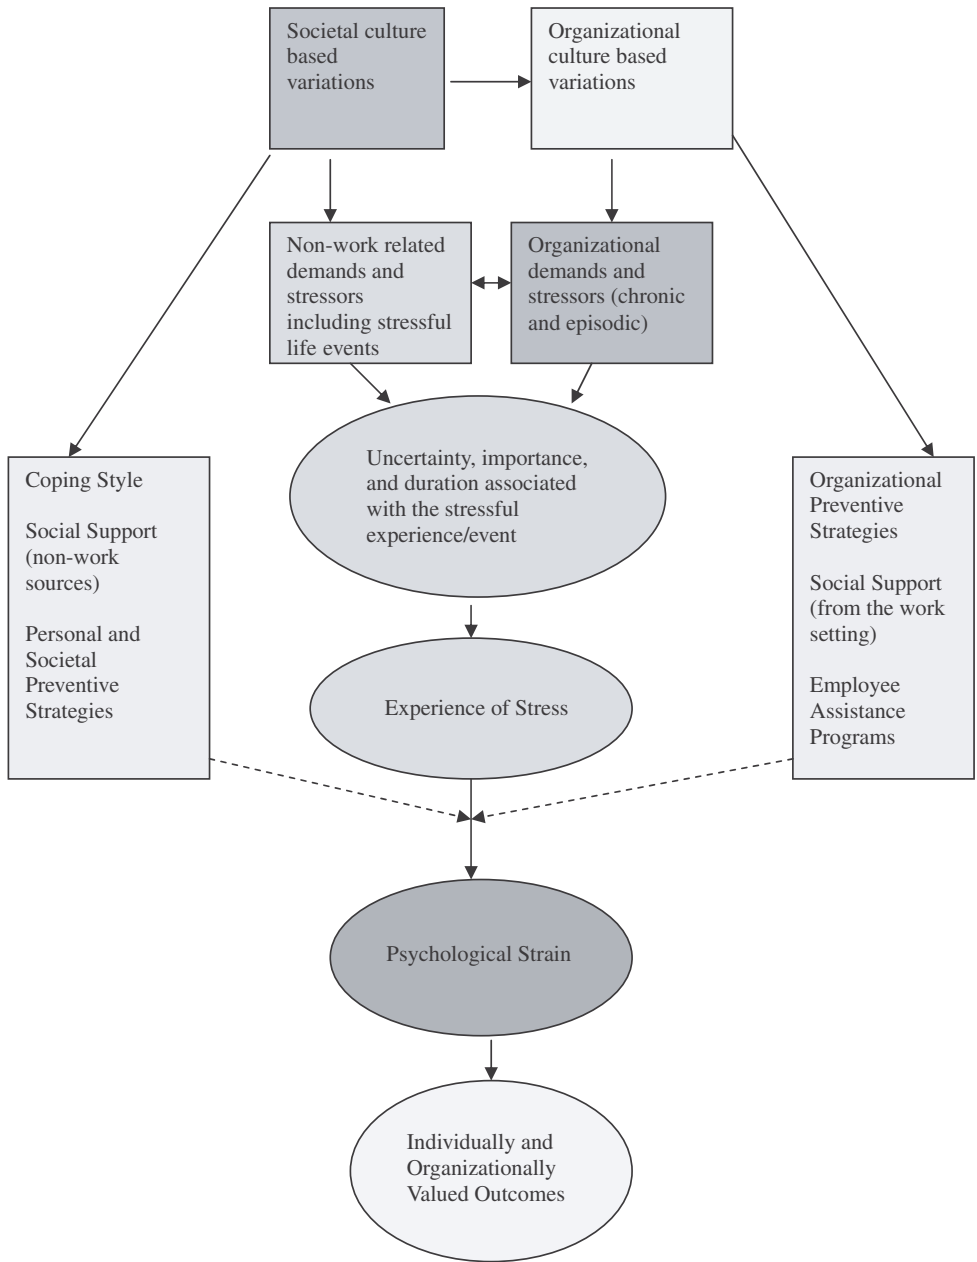 Societal culture
based
variations
Organizational
culture based
variations
Non-work related
demands and
stressors
including stressful
life events
Organizational
demands and
stressors (chronic
and episodic)
Uncertainty, importance,
and duration associated
with the stressful
experience/event
Coping Style
Social Support
(non-work
sources)
Personal and
Societal
Preventive
Strategies
Organizational
Preventive
Strategies
Social Support
(from the work
setting)
Employee
Assistance
Programs
Experience of Stress
Psychological Strain
Individually and
Organizationally
Valued Outcomes